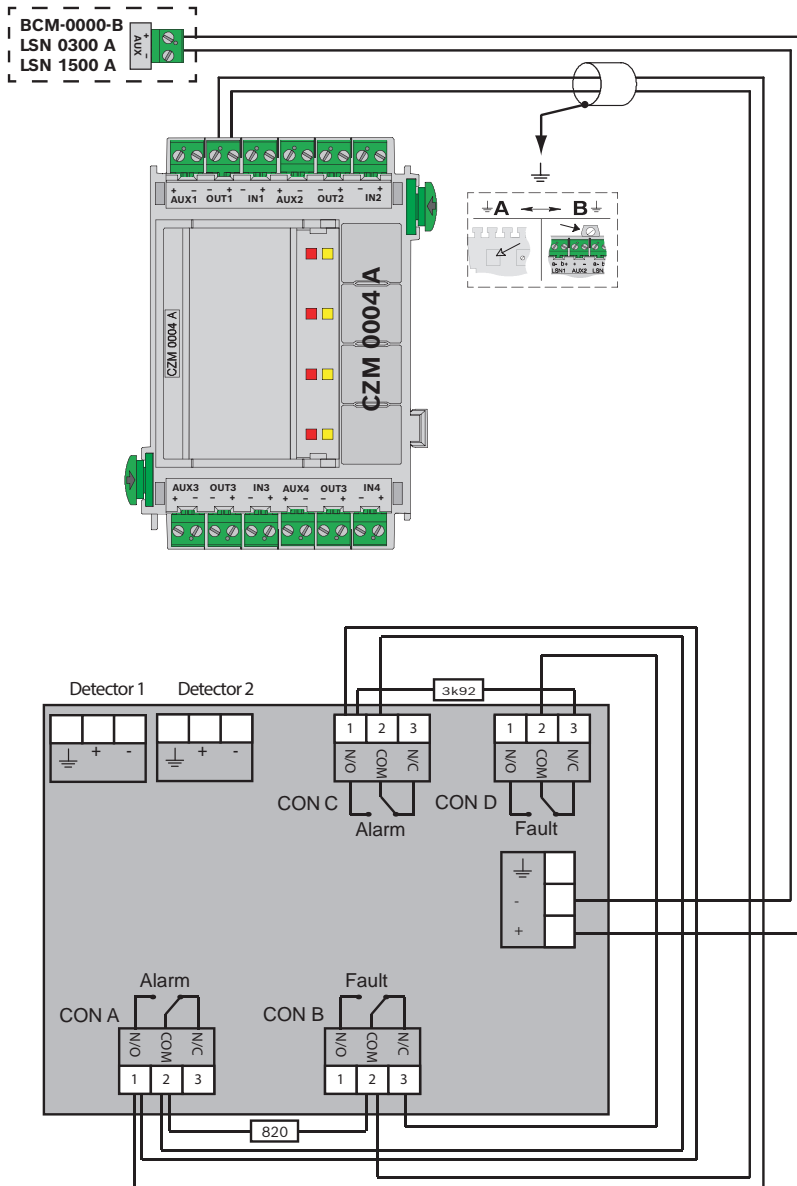 BCM-0000-B
LSN 0300 A
LSN 1500 A
+
-
AUX
+ - - + - + + - - + - +
AUX1 OUT1 IN1 AUX2 OUT2 IN2
A B
a- b+ + - a- b
LSN1 AUX2 LSN
CZM 0004 A
CZM 0004 A
AUX3 OUT3 IN3 AUX4 OUT3 IN4
+ - - + - + + - - + - +
Detector 1 Detector 2
3k92
1 2 3 1 2 3
+ - + -
N/O COM N/C N/O COM N/C
CON C CON D
Alarm Fault
-
+
Alarm Fault
CON A CON B
N/O COM N/C N/O COM N/C
1 2 3 1 2 3
820